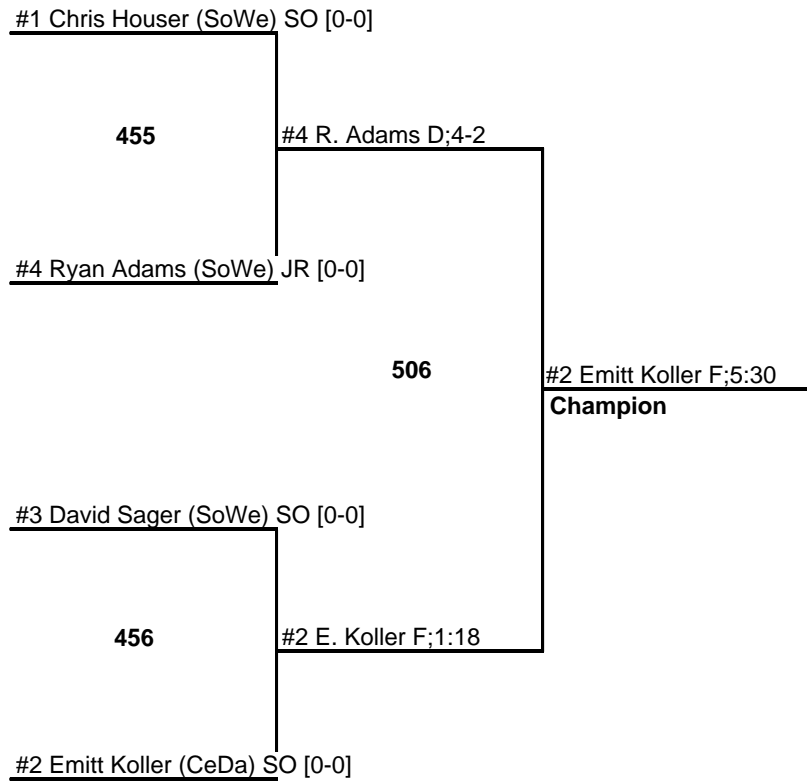 #1 Chris Houser (SoWe) SO [0-0]
455
#4 R. Adams D;4-2
#4 Ryan Adams (SoWe) JR [0-0]
506
#2 Emitt Koller F;5:30
Champion
#3 David Sager (SoWe) SO [0-0]
456
#2 E. Koller F;1:18
#2 Emitt Koller (CeDa) SO [0-0]